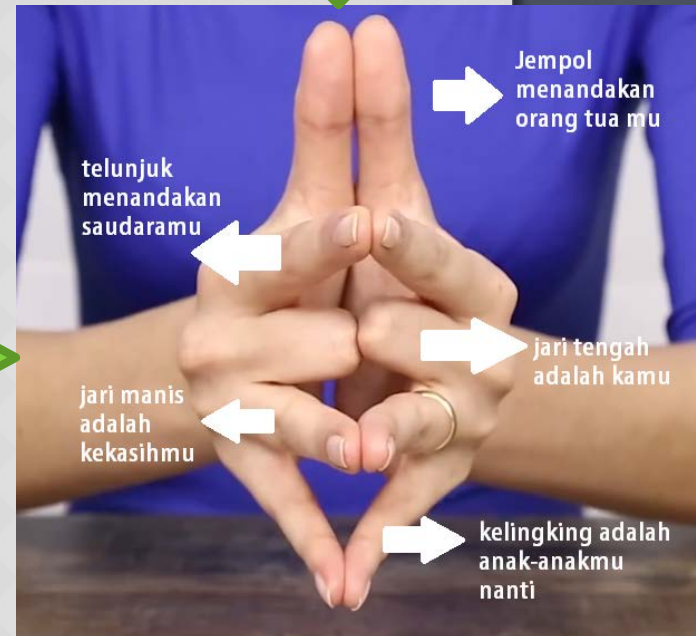 Jempol
menandakan
orang tua mu
telunjuk
menandakan
saudaramu
jari tengah
adalah kamu
jari manis
adalah
kekasihmu
kelingking adalah
anak-anakmu
nanti